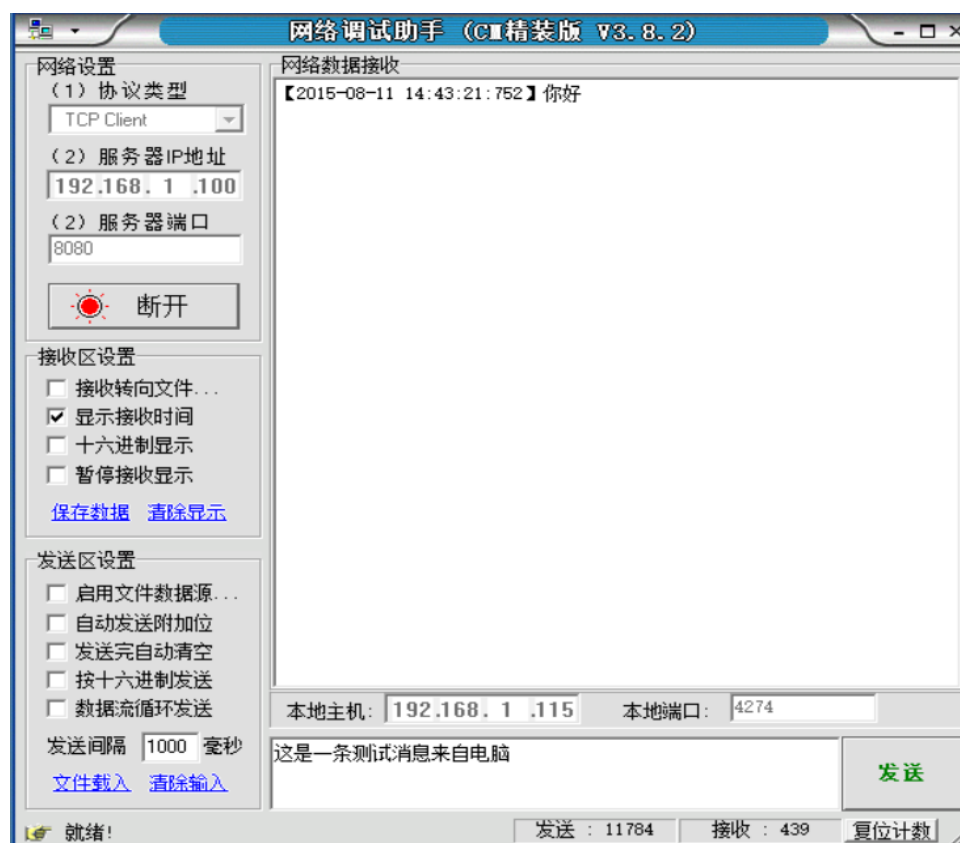 网络调试助手 (CⅢ精装版 V3.8.2)
网络设置
(1) 协议类型
TCP Client
(2) 服务器IP地址
192.168. 1 .100
(2) 服务器端口
8080
断开
接收区设置
接收转向文件...
显示接收时间
十六进制显示
暂停接收显示
保存数据 清除显示
发送区设置
启用文件数据源...
自动发送附加位
发送完自动清空
按十六进制发送
数据流循环发送
发送间隔 1000 毫秒
文件载入 清除输入
网络数据接收
【2015-08-11 14:43:21:752】你好
本地主机: 192.168. 1 .115 本地端口: 4274
这是一条测试消息来自电脑
发送
就绪! 发送 : 11784 接收 : 439 复位计数